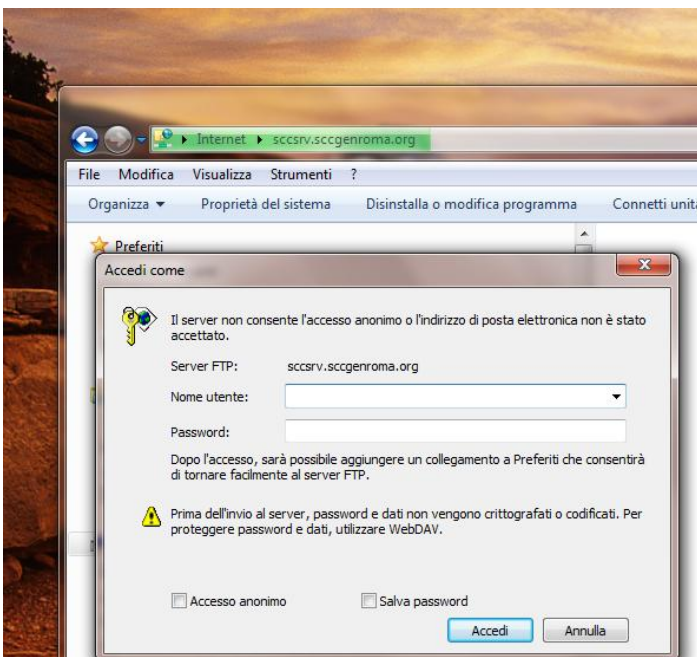 Internet sccsrv.sccgenroma.org
File Modifica Visualizza Strumenti ?
Organizza Proprietà del sistema Disinstalla o modifica programma Connetti unit
Preferiti
Accedi come
Il server non consente l'accesso anonimo o l'indirizzo di posta elettronica non è stato
accettato.
Server FTP: sccsrv.sccgenroma.org
Nome utente:
Password:
Dopo l'accesso, sarà possibile aggiungere un collegamento a Preferiti che consentirà
di tornare facilmente al server FTP.
Prima dell'invio al server, password e dati non vengono crittografati o codificati. Per
proteggere password e dati, utilizzare WebDAV.
Accesso anonimo Salva password
Accedi Annulla